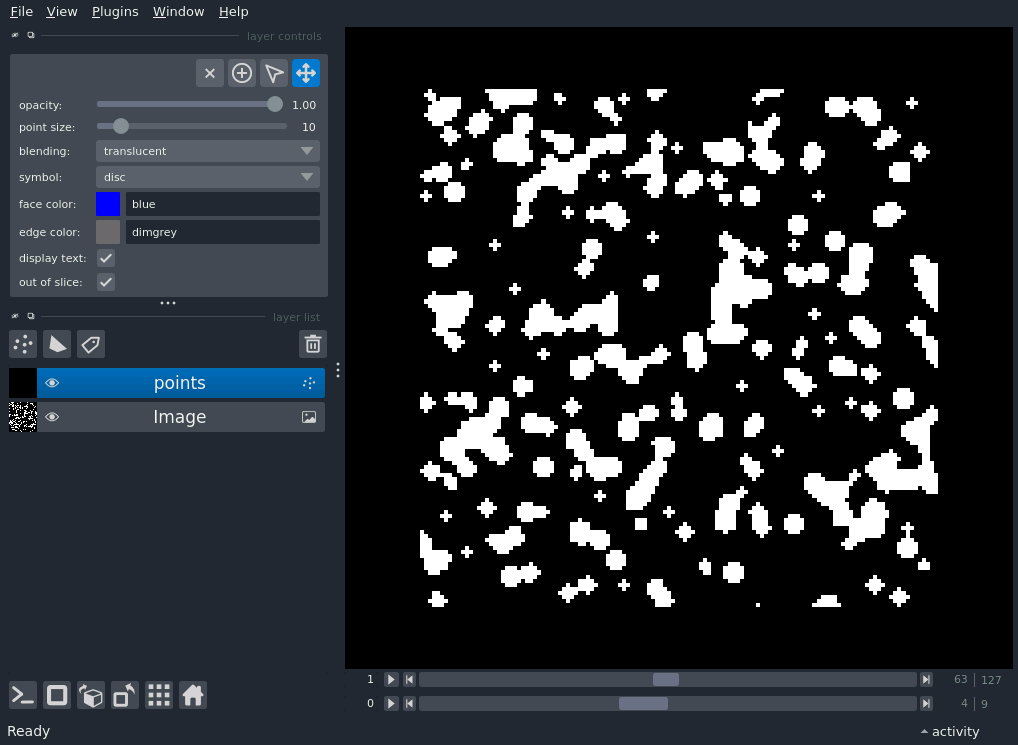 File View Plugins Window Help
layer controls
opacity: 1.00
point size: 10
blending: translucent
symbol: disc
face color: blue
edge color: dimgrey
display text:
out of slice:
layer list
points
Image
1 63 127
0 4 9
Ready activity